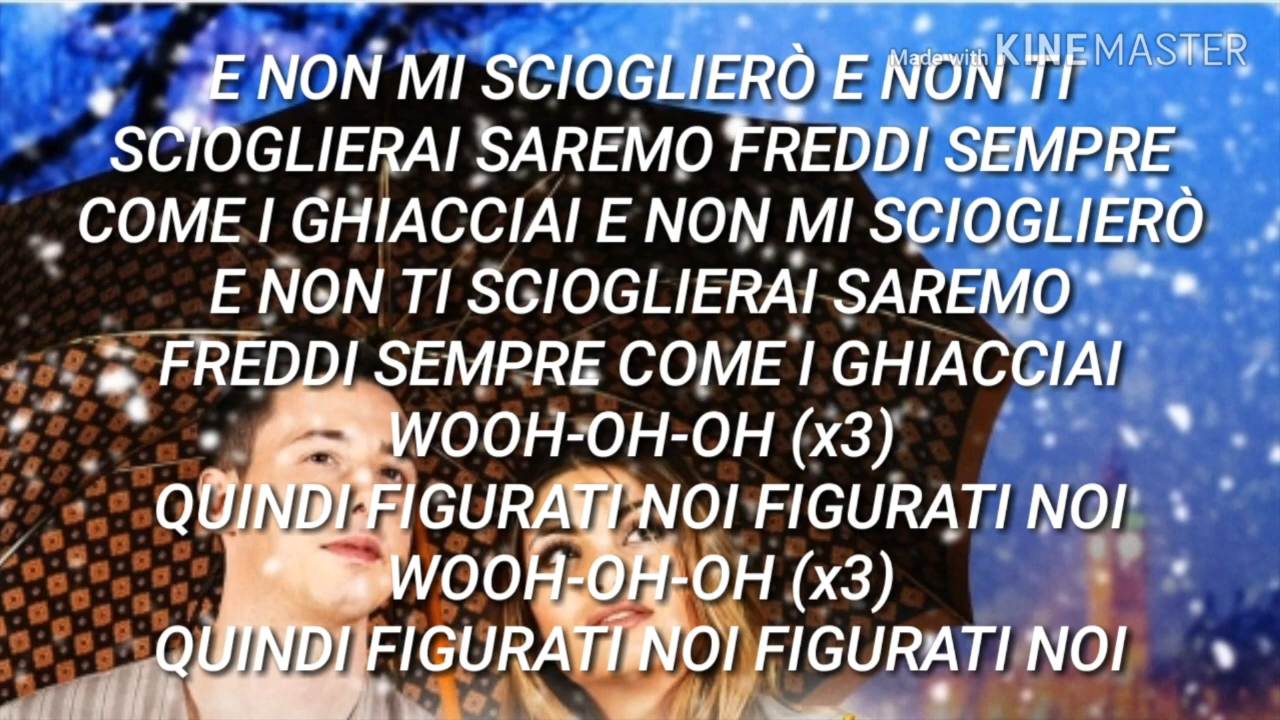 Made with KINEMASTER
E NON MI SCIOGLIERÒ E NON TI
SCIOGLIERAI SAREMO FREDDI SEMPRE
COME I GHIACCIAI E NON MI SCIOGLIERÒ
E NON TI SCIOGLIERAI SAREMO
FREDDI SEMPRE COME I GHIACCIAI
WOOH-OH-OH (x3)
QUINDI FIGURATI NOI FIGURATI NOI
WOOH-OH-OH (x3)
QUINDI FIGURATI NOI FIGURATI NOI